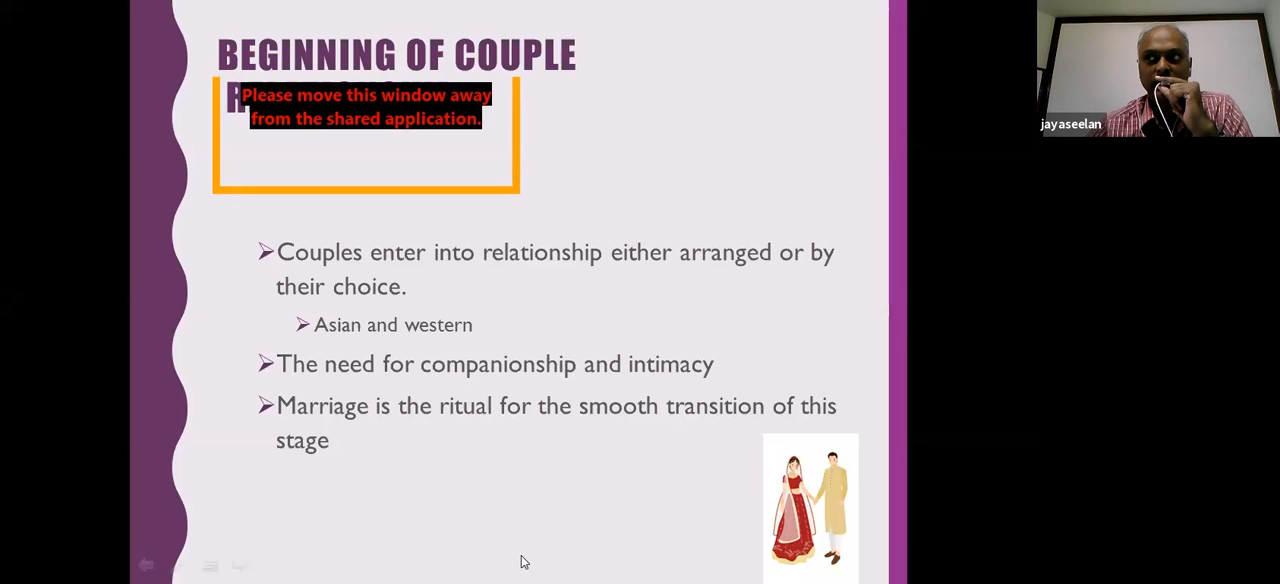 BEGINNING OF COUPLE
Please move this window away
from the shared application.
➢Couples enter into relationship either arranged or by
their choice.
➢Asian and western
➢The need for companionship and intimacy
➢Marriage is the ritual for the smooth transition of this
stage
jayaseelan